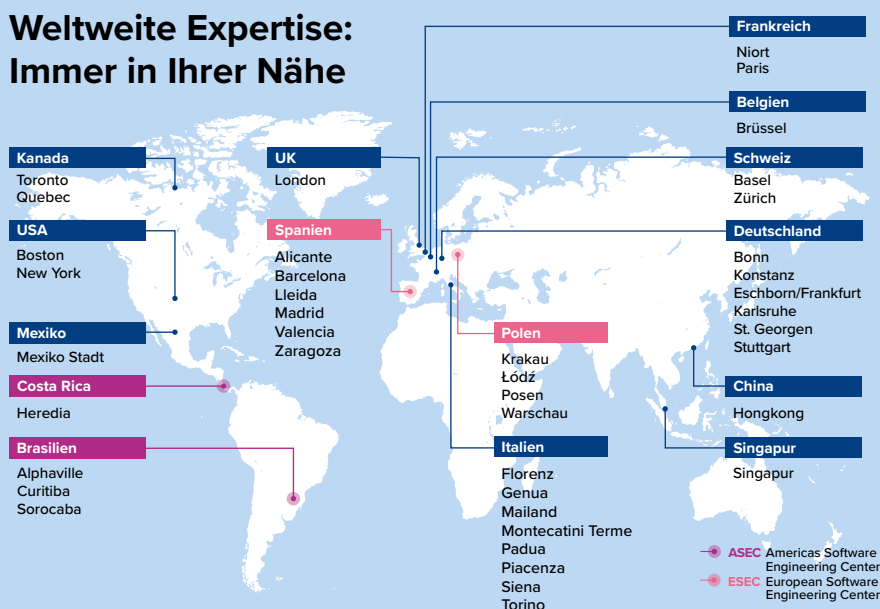 Weltweite Expertise:
Immer in Ihrer Nähe
Kanada
Toronto
Quebec
USA
Boston
New York
Mexiko
Mexiko Stadt
Costa Rica
Heredia
Brasilien
Alphaville
Curitiba
Sorocaba
UK
London
Spanien
Alicante
Barcelona
Lleida
Madrid
Valencia
Zaragoza
Polen
Krakau
Łódź
Posen
Warschau
Italien
Florenz
Genua
Mailand
Montecatini Terme
Padua
Piacenza
Siena
Torino
Frankreich
Niort
Paris
Belgien
Brüssel
Schweiz
Basel
Zürich
Deutschland
Bonn
Konstanz
Eschborn/Frankfurt
Karlsruhe
St. Georgen
Stuttgart
China
Hongkong
Singapur
Singapur
ASEC Americas Software
Engineering Center
ESEC European Software
Engineering Center